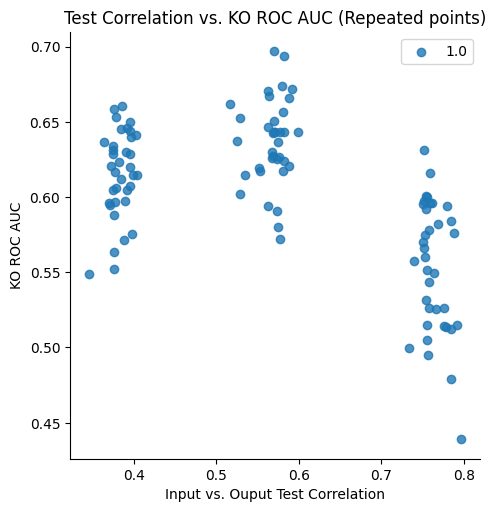 Test Correlation vs. KO ROC AUC (Repeated points)
1.0
0.70
0.65
0.60
0.55
0.50
0.45
KO ROC AUC
0.4 0.5 0.6 0.7 0.8
Input vs. Ouput Test Correlation